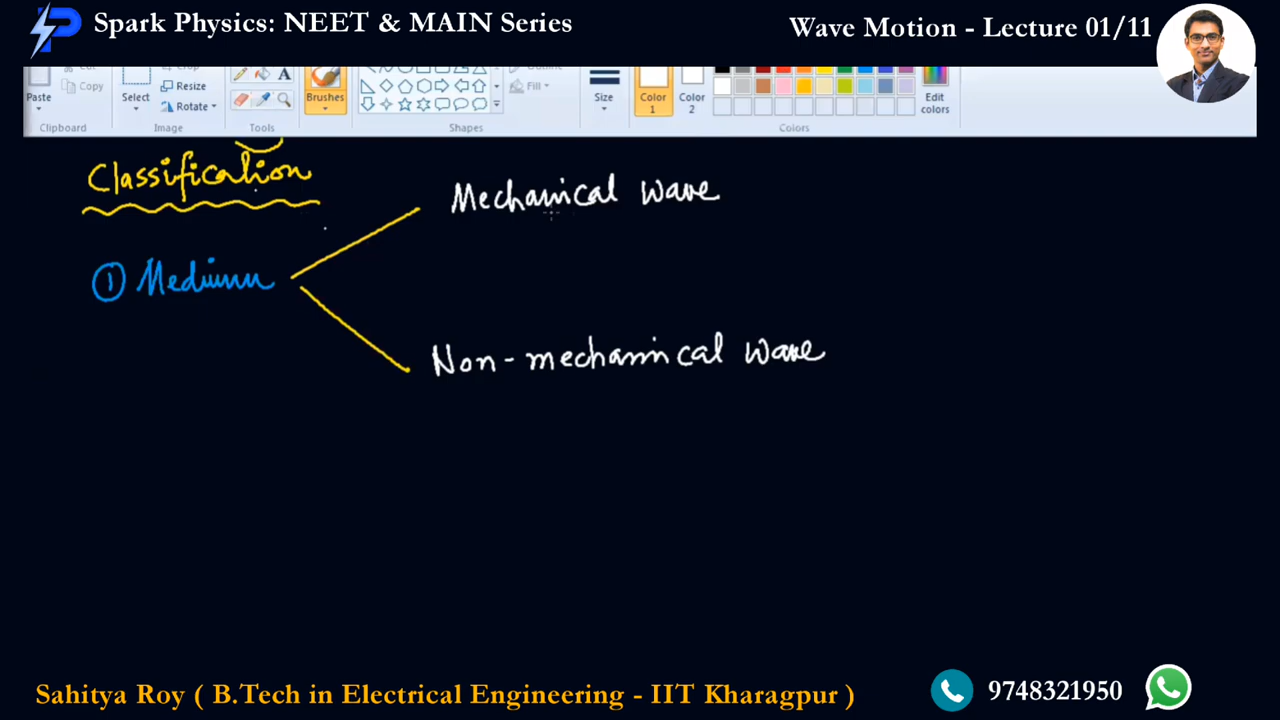 Spark Physics: NEET & MAIN Series
Wave Motion - Lecture 01/11
Paste
Copy
Select
Resize
Rotate
Brushes
Fill
Size
Color 1
Color 2
Edit colors
Clipboard
Image
Tools
Shapes
Colors
Classification
Mechanical wave
① Medium
Non-mechanical wave
Sahitya Roy ( B.Tech in Electrical Engineering - IIT Kharagpur )
9748321950